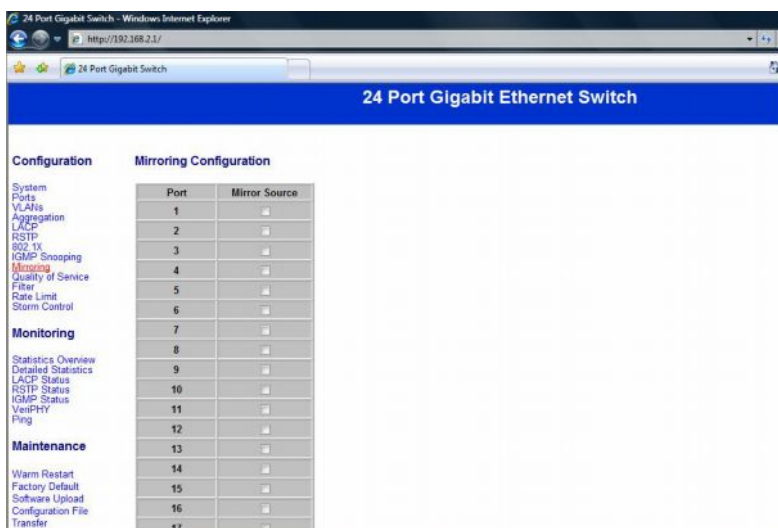 24 Port Gigabit Switch - Windows Internet Explorer
http://192.168.2.1/
24 Port Gigabit Switch
24 Port Gigabit Ethernet Switch
Configuration
System
Ports
VLANs
Aggregation
LACP
RSTP
802.1X
IGMP Snooping
Mirroring
Quality of Service
Filter
Rate Limit
Storm Control
Monitoring
Statistics Overview
Detailed Statistics
LACP Status
RSTP Status
IGMP Status
VeriPHY
Ping
Maintenance
Warm Restart
Factory Default
Software Upload
Configuration File
Transfer
Mirroring Configuration
Port Mirror Source
1
2
3
4
5
6
7
8
9
10
11
12
13
14
15
16
17